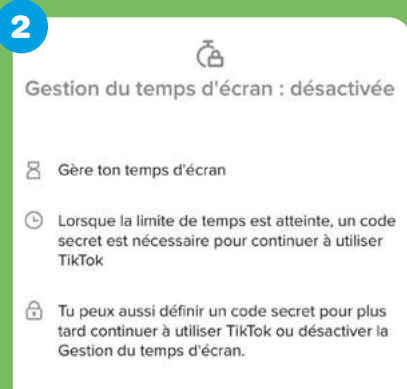 2
Gestion du temps d'écran : désactivée
Gère ton temps d'écran
Lorsque la limite de temps est atteinte, un code
secret est nécessaire pour continuer à utiliser
TikTok
Tu peux aussi définir un code secret pour plus
tard continuer à utiliser TikTok ou désactiver la
Gestion du temps d'écran.